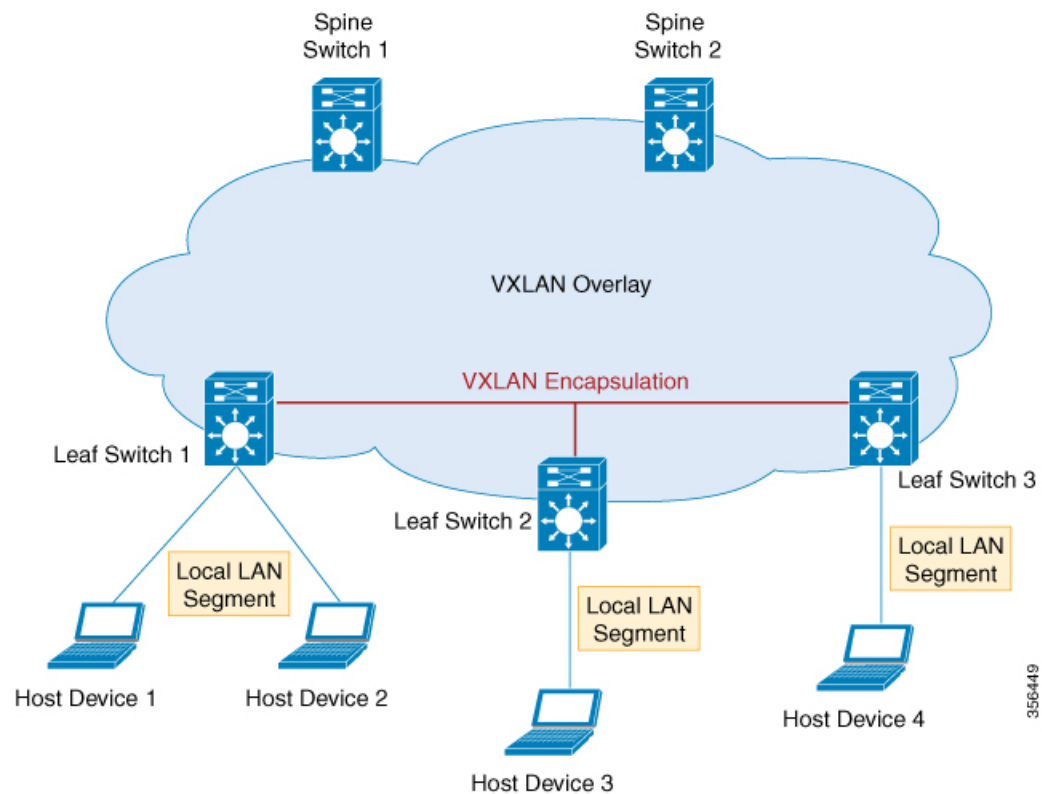 Spine
Switch 1
Spine
Switch 2
VXLAN Overlay
VXLAN Encapsulation
Leaf Switch 1
Leaf Switch 2
Leaf Switch 3
Local LAN
Segment
Local LAN
Segment
Local LAN
Segment
Host Device 1
Host Device 2
Host Device 3
Host Device 4
356449